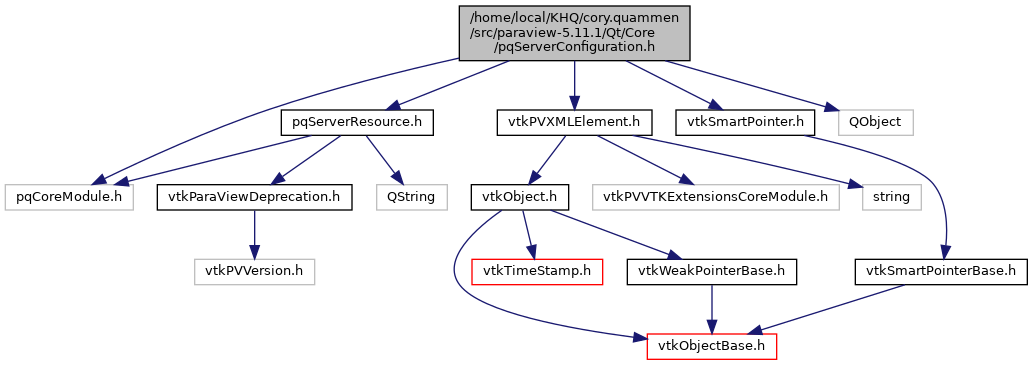 /home/local/KHQ/cory.quammen
/src/paraview-5.11.1/Qt/Core
/pqServerConfiguration.h
pqServerResource.h
vtkPVXMLElement.h
vtkSmartPointer.h
QObject
pqCoreModule.h
vtkParaViewDeprecation.h
QString
vtkObject.h
vtkPVVTKExtensionsCoreModule.h
string
vtkPVVersion.h
vtkTimeStamp.h
vtkWeakPointerBase.h
vtkSmartPointerBase.h
vtkObjectBase.h